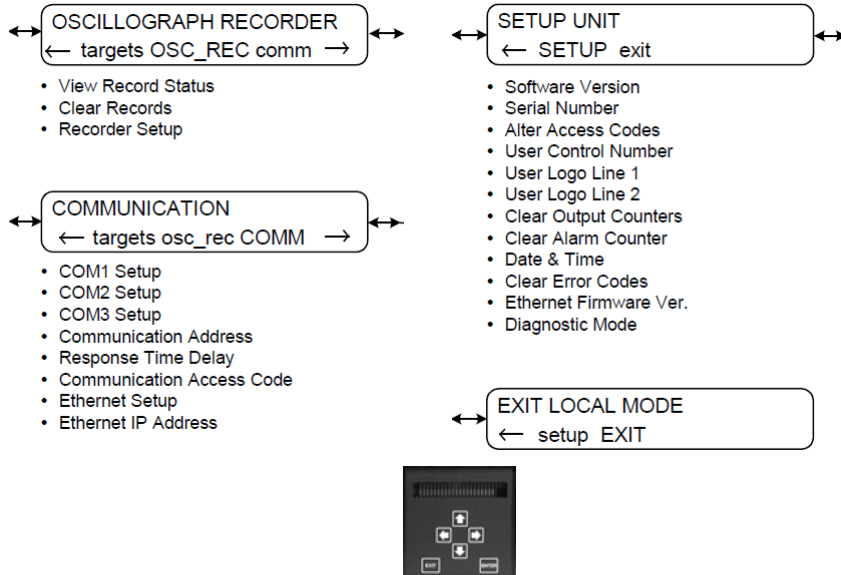 OSCILLOGRAPH RECORDER
← targets OSC_REC comm →
• View Record Status
• Clear Records
• Recorder Setup
COMMUNICATION
← targets osc_rec COMM →
• COM1 Setup
• COM2 Setup
• COM3 Setup
• Communication Address
• Response Time Delay
• Communication Access Code
• Ethernet Setup
• Ethernet IP Address
SETUP UNIT
← SETUP exit
• Software Version
• Serial Number
• Alter Access Codes
• User Control Number
• User Logo Line 1
• User Logo Line 2
• Clear Output Counters
• Clear Alarm Counter
• Date & Time
• Clear Error Codes
• Ethernet Firmware Ver.
• Diagnostic Mode
EXIT LOCAL MODE
← setup EXIT
EXIT
ENTER